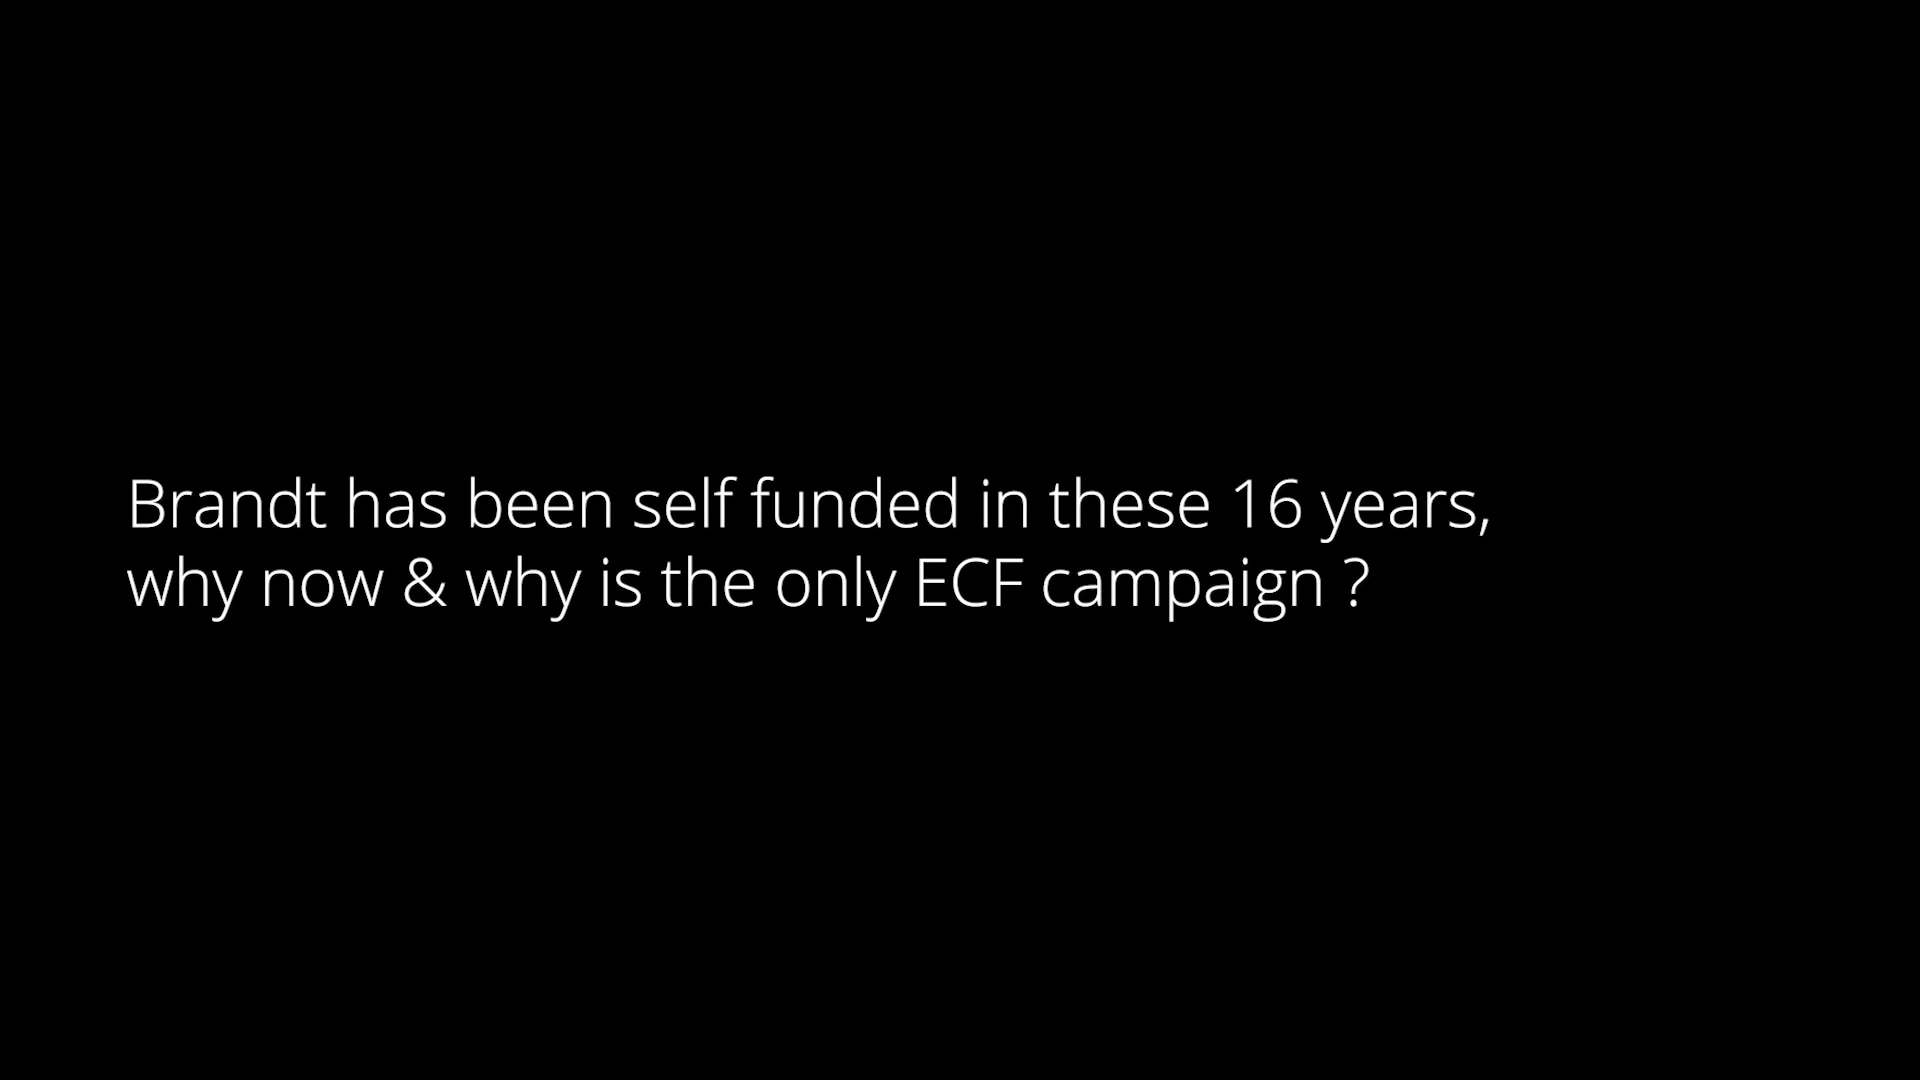 Brandt has been self funded in these 16 years,
why now & why is the only ECF campaign ?